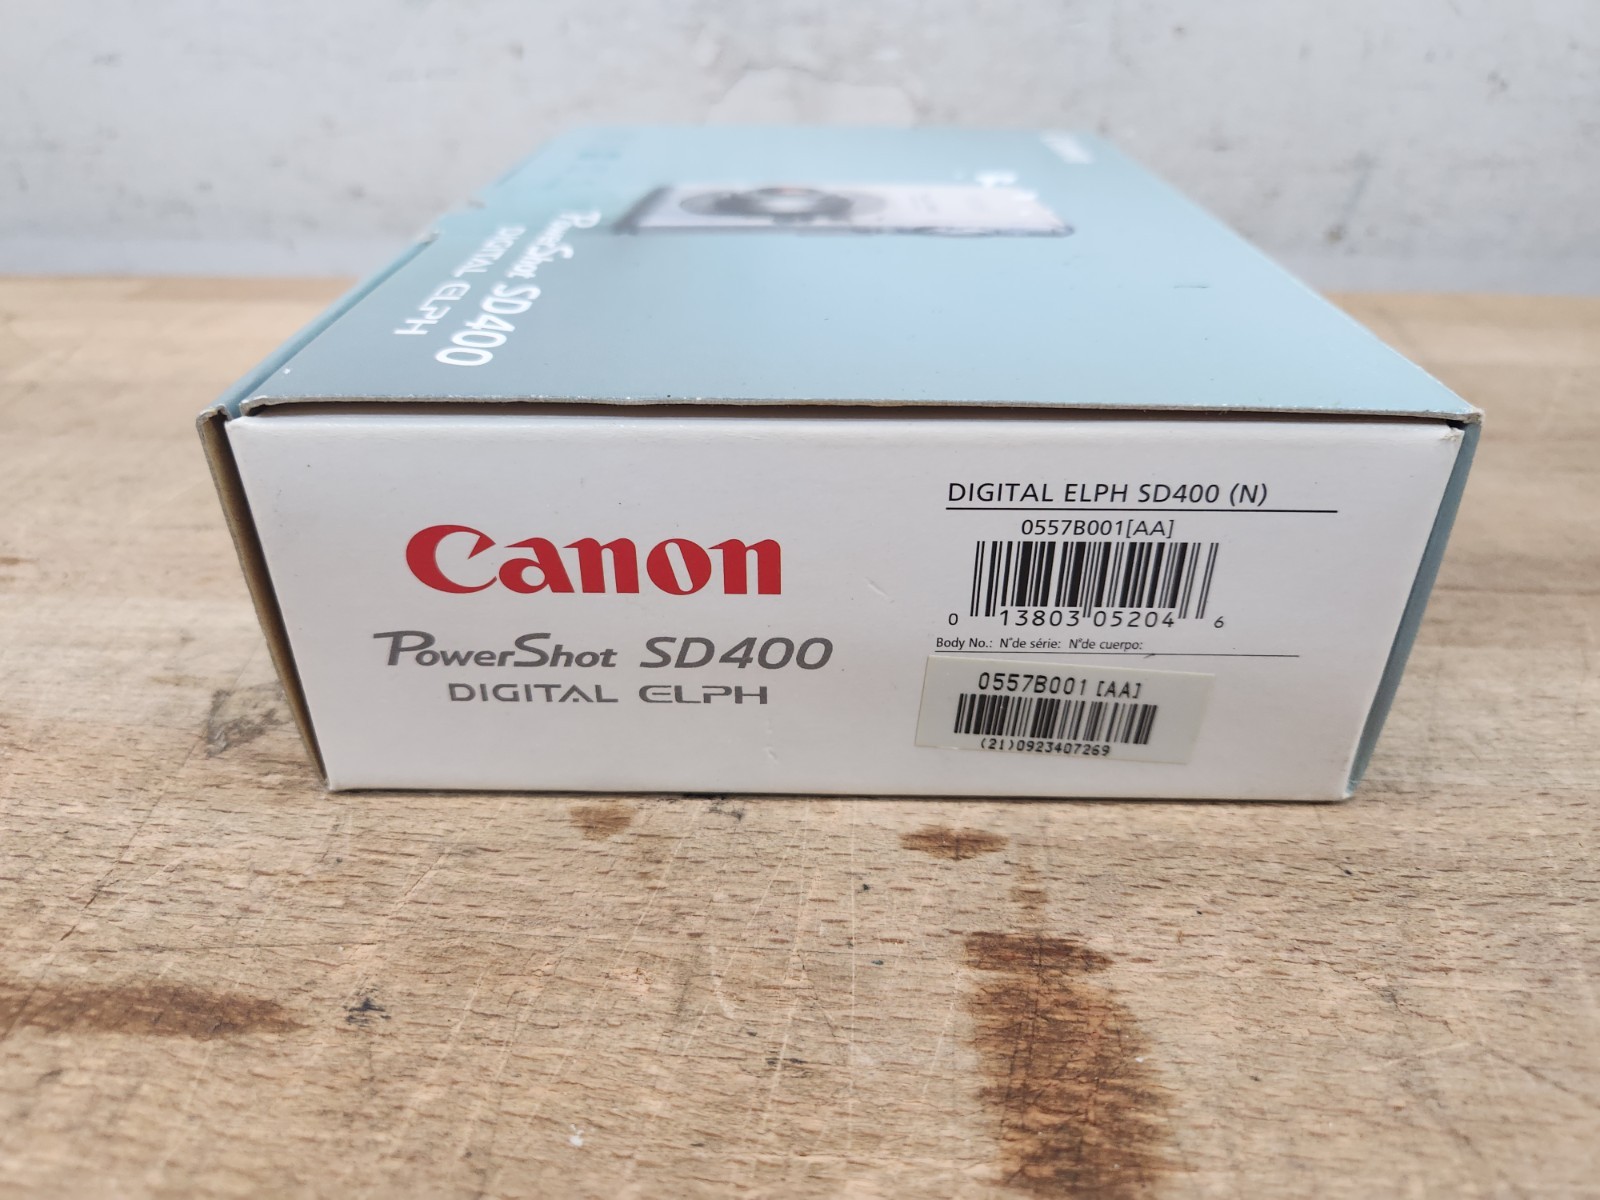 PowerShot SD400
DIGITAL ELPH
Canon
PowerShot SD400
DIGITAL ELPH
DIGITAL ELPH SD400 (N)
0557B001[AA]
0 13803 05204 6
Body No.: N° de série: N° de cuerpo:
0557B001 [AA]
(21)0923407269